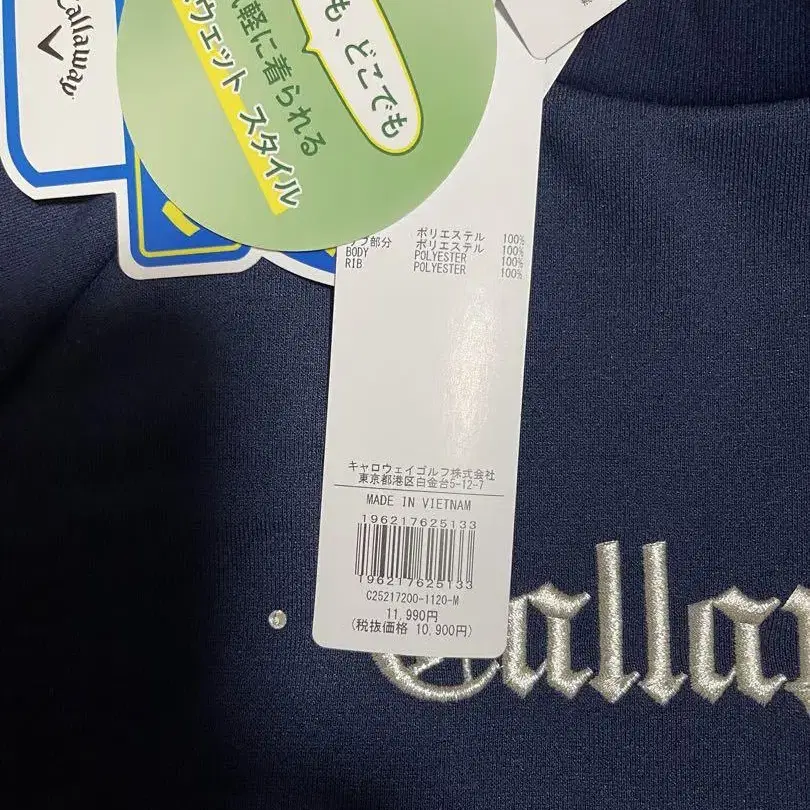 Callaway
も、どこでも
軽に着られる
ウェット スタイル
ポリエステル 100%
ブ部分 ポリエステル 100%
BODY POLYESTER 100%
RIB POLYESTER 100%
キャロウェイゴルフ株式会社
東京都港区白金台5-12-7
MADE IN VIETNAM
196217625133
196217625133
C25217200-1120-M
11,990円
(税抜価格 10,900円)
Callaw